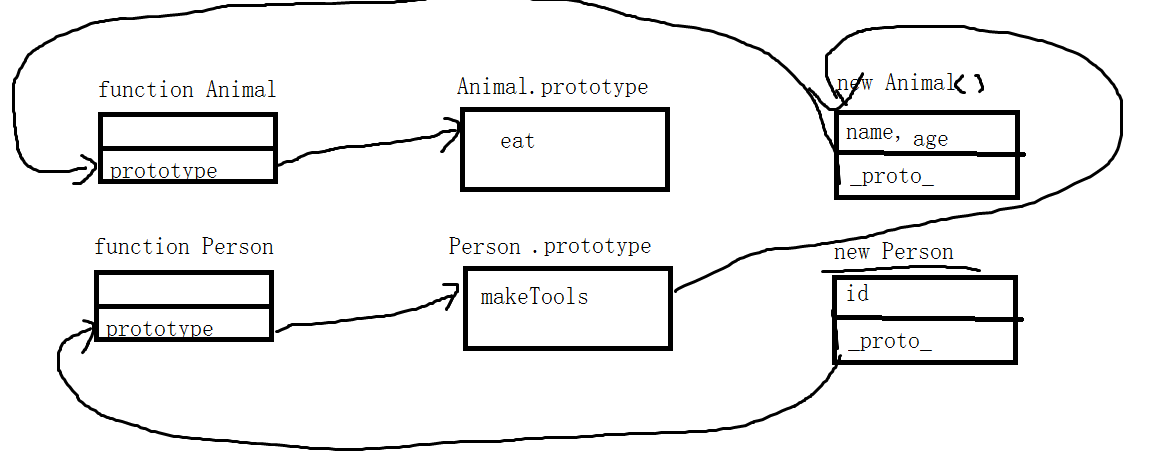 function Animal
Animal.prototype
new Animal()
prototype
eat
name, age
_proto_
function Person
Person .prototype
new Person
prototype
makeTools
id
_proto_